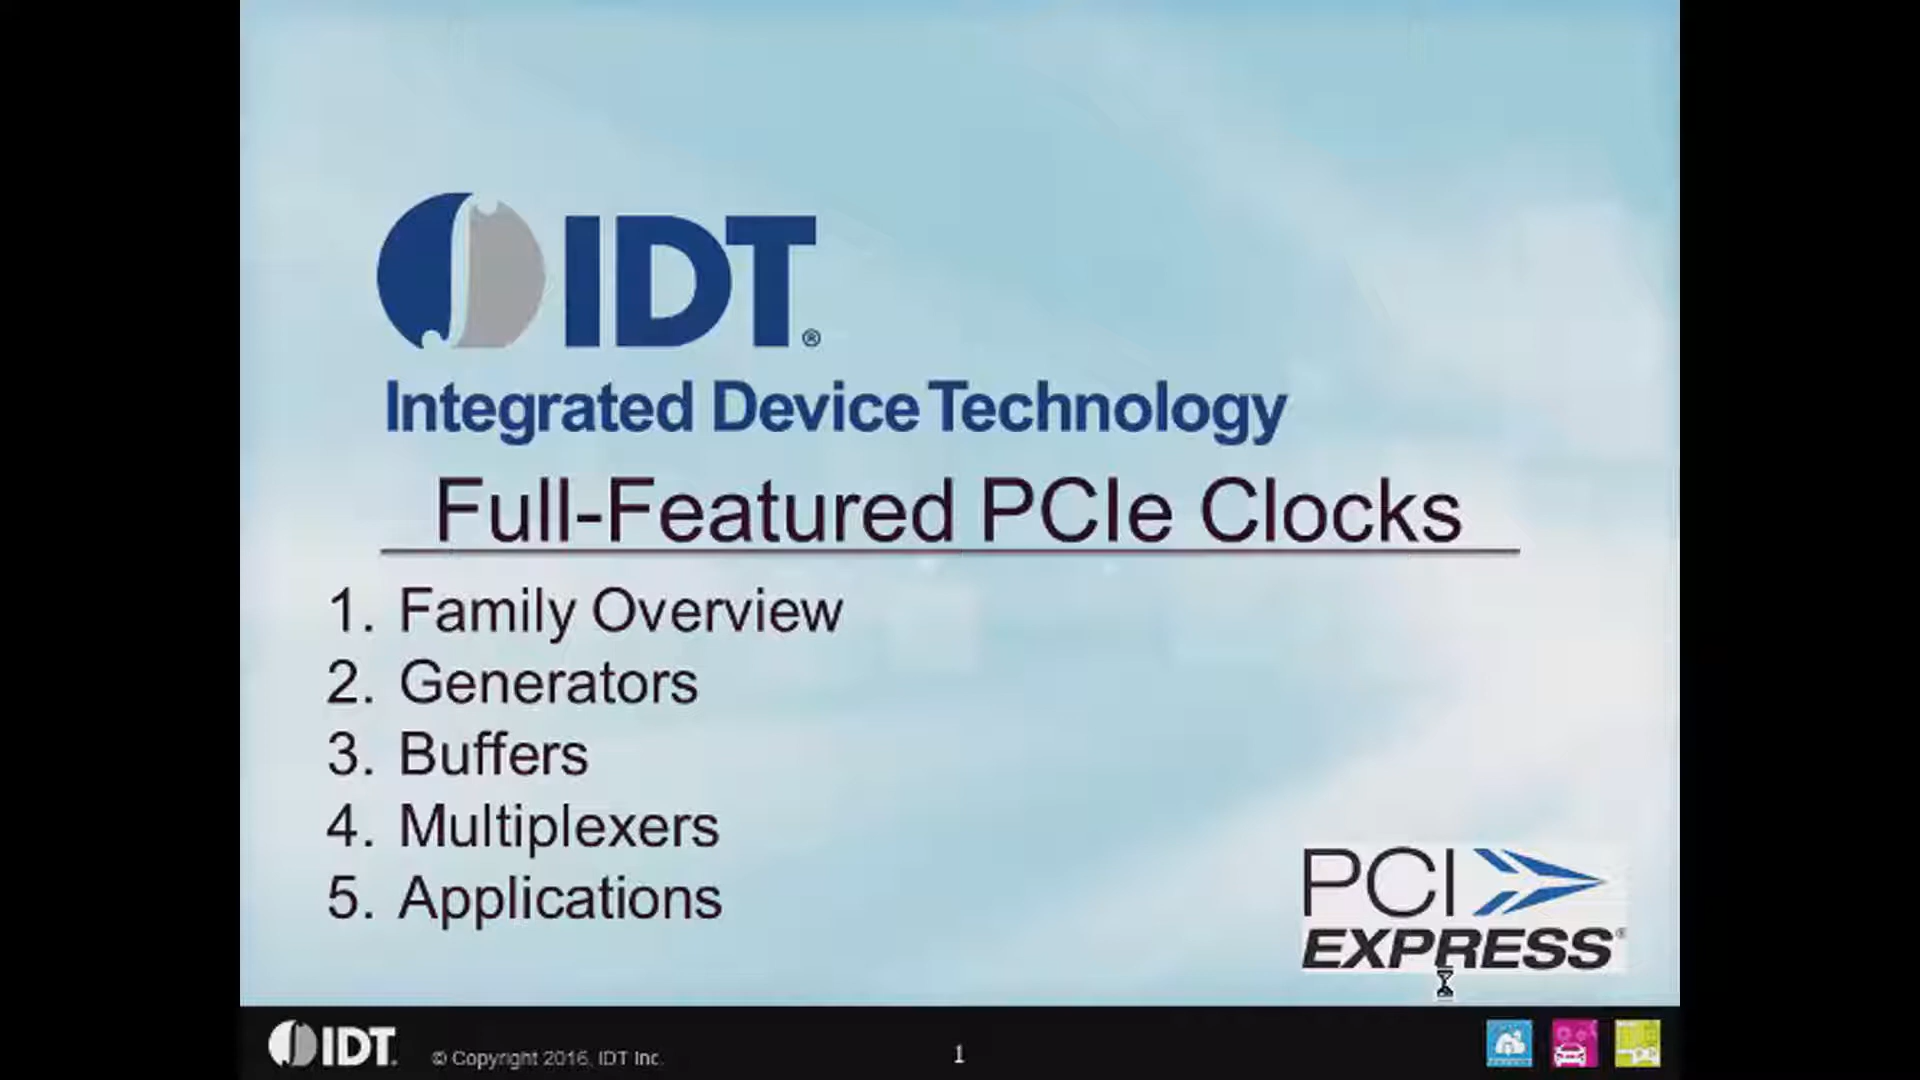 IDT®
Integrated Device Technology
Full-Featured PCIe Clocks
1. Family Overview
2. Generators
3. Buffers
4. Multiplexers
5. Applications
PCI
EXPRESS®
IDT. © Copyright 2016, IDT Inc. 1